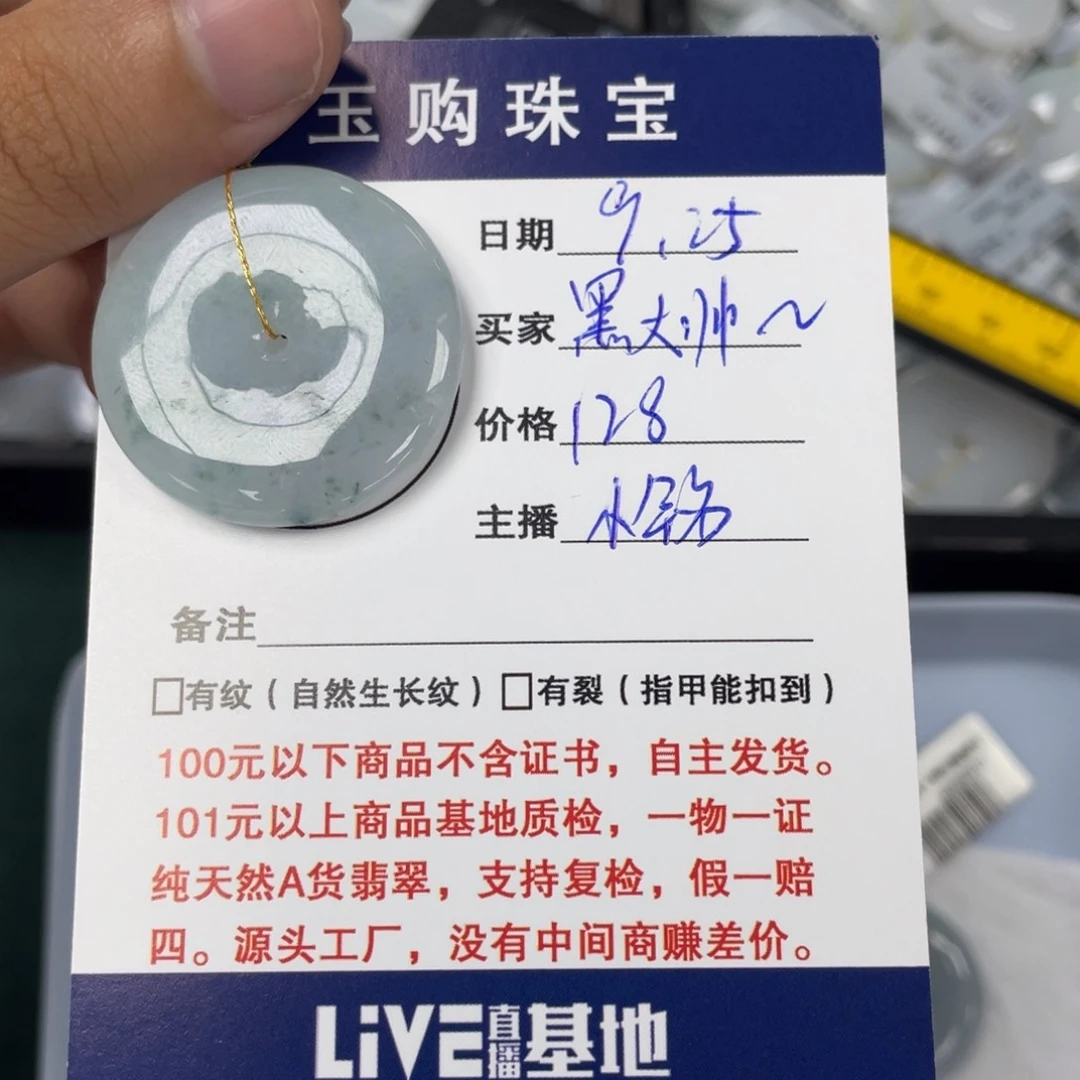 玉购珠宝
日期 9.25
买家 黑大帅~
价格 128
主播
备注
□有纹（自然生长纹）□有裂（指甲能扣到）
100元以下商品不含证书，自主发货。
101元以上商品基地质检，一物一证
纯天然A货翡翠，支持复检，假一赔
四。源头工厂，没有中间商赚差价。
LiVE直播基地